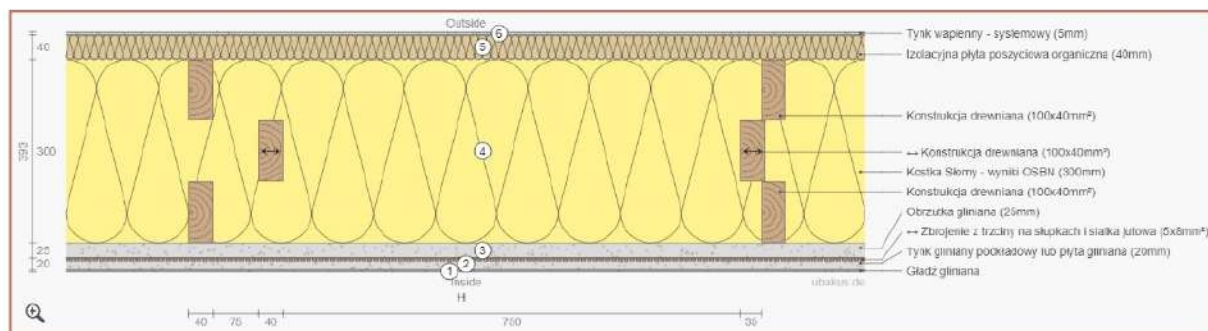 Outside
6
5
4
3
2
1
40
393
300
25
20
Tynk wapienny - systemowy (5mm)
Izolacyjna płyta poszyciowa organiczna (40mm)
Konstrukcja drewniana (100x40mm²)
↔ Konstrukcja drewniana (100x40mm²)
Kostka Słomy - wyniki OSBN (300mm)
Konstrukcja drewniana (100x40mm²)
Obrzutka gliniana (25mm)
↔ Zbrojenie z trzciny na słupkach i siatka jutowa (5x8mm²)
Tynk gliniany podkładowy lub płyta gliniana (20mm)
Gładź gliniana
Inside
ubakus.de
40
75
40
750
35